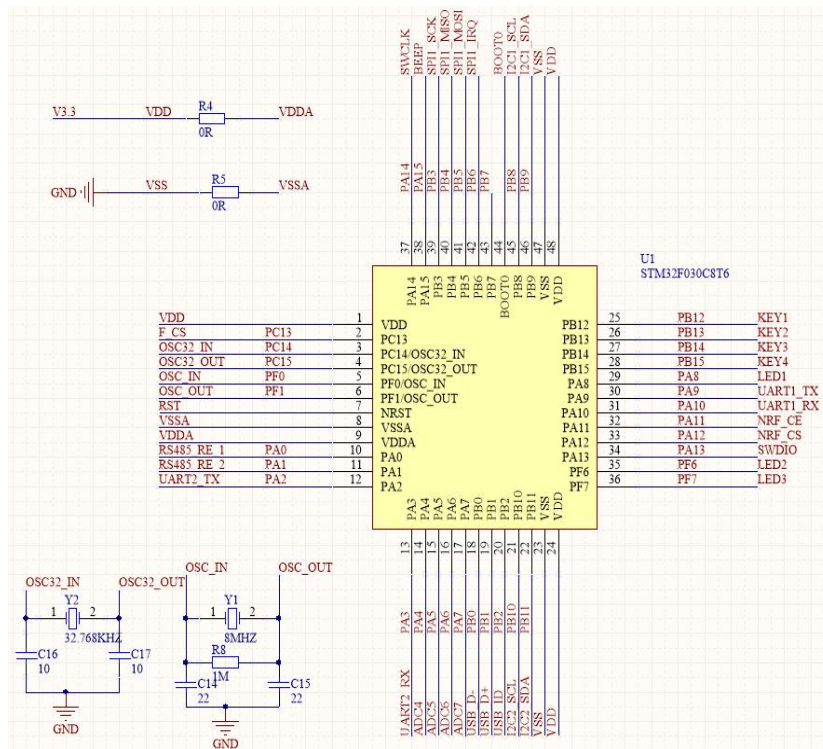 SWCLK
BEEP
SPI1_SCK
SPI1_MISO
SPI1_MOSI
SPI1_IRQ
BOOT0
I2C1_SCL
I2C1_SDA
VSS
VDD
V3.3 VDD R4 VDDA
0R
GND VSS R5 VSSA
0R
PA14
PA15
PB3
PB4
PB5
PB6
PB7
PB8
PB9
37
38
39
40
41
42
43
44
45
46
47
48
U1
STM32F030C8T6
PA14
PA15
PB3
PB4
PB5
PB6
PB7
BOOT0
PB8
PB9
VSS
VDD
VDD 1 VDD
F_CS PC13 2 PC13
OSC32_IN PC14 3 PC14/OSC32_IN
OSC32_OUT PC15 4 PC15/OSC32_OUT
OSC_IN PF0 5 PF0/OSC_IN
OSC_OUT PF1 6 PF1/OSC_OUT
RST 7 NRST
VSSA 8 VSSA
VDDA 9 VDDA
RS485_RE_1 PA0 10 PA0
RS485_RE_2 PA1 11 PA1
UART2_TX PA2 12 PA2
PB12 25 PB12 KEY1
PB13 26 PB13 KEY2
PB14 27 PB14 KEY3
PB15 28 PB15 KEY4
PA8 29 PA8 LED1
PA9 30 PA9 UART1_TX
PA10 31 PA10 UART1_RX
PA11 32 PA11 NRF_CE
PA12 33 PA12 NRF_CS
PA13 34 PA13 SWDIO
PF6 35 PF6 LED2
PF7 36 PF7 LED3
PA3
PA4
PA5
PA6
PA7
PB0
PB1
PB2
PB10
PB11
VSS
VDD
13
14
15
16
17
18
19
20
21
22
23
24
PA3
PA4
PA5
PA6
PA7
PB0
PB1
PB2
PB10
PB11
UART2_RX
ADC4
ADC5
ADC6
ADC7
USB_D-
USB_D+
USB_ID
I2C2_SCL
I2C2_SDA
VSS
VDD
OSC32_IN OSC32_OUT
Y2
1 2
32.768KHZ
C16
10
C17
10
GND
OSC_IN OSC_OUT
Y1
1 2
8MHZ
R8
1M
C14
22
C15
22
GND